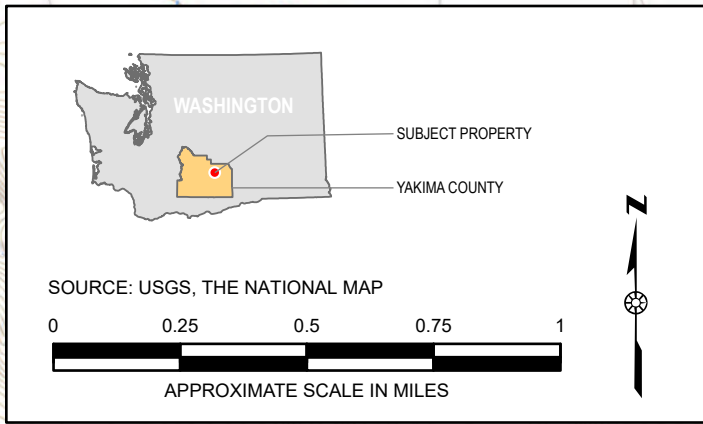 WASHINGTON
SUBJECT PROPERTY
YAKIMA COUNTY
N
SOURCE: USGS, THE NATIONAL MAP
0 0.25 0.5 0.75 1
APPROXIMATE SCALE IN MILES